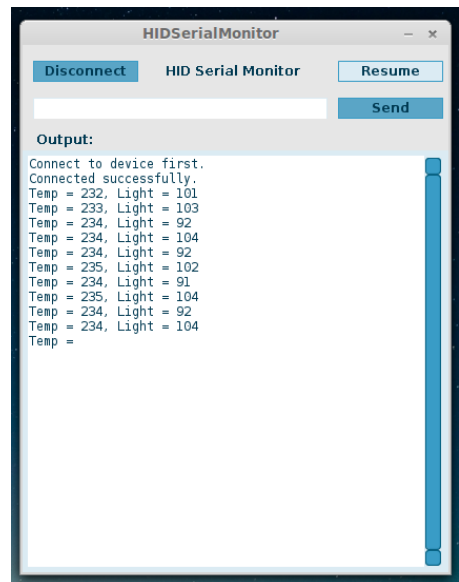 HIDSerialMonitor
Disconnect HID Serial Monitor Resume
Send
Output:
Connect to device first.
Connected successfully.
Temp = 232, Light = 101
Temp = 233, Light = 103
Temp = 234, Light = 92
Temp = 234, Light = 104
Temp = 234, Light = 92
Temp = 235, Light = 102
Temp = 234, Light = 91
Temp = 235, Light = 104
Temp = 234, Light = 92
Temp = 234, Light = 104
Temp =